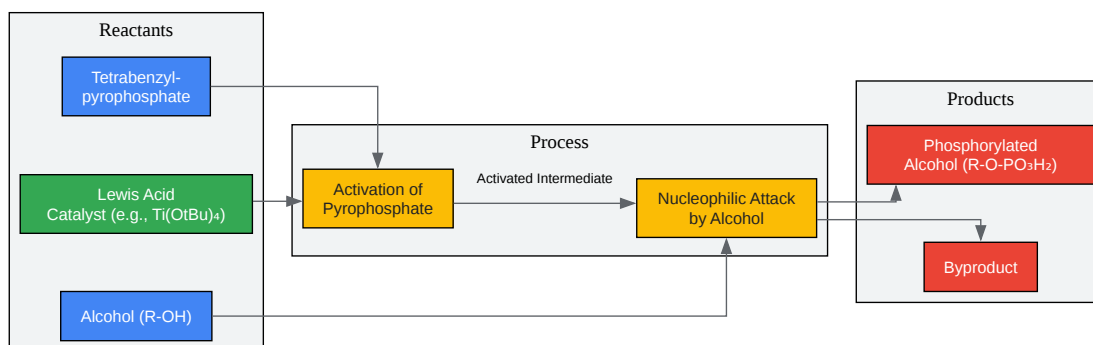 Reactants
Tetrabenzyl-
pyrophosphate
Lewis Acid
Catalyst (e.g., Ti(OtBu)₄)
Alcohol (R-OH)
Process
Activation of
Pyrophosphate
Activated Intermediate
Nucleophilic Attack
by Alcohol
Products
Phosphorylated
Alcohol (R-O-PO₃H₂)
Byproduct